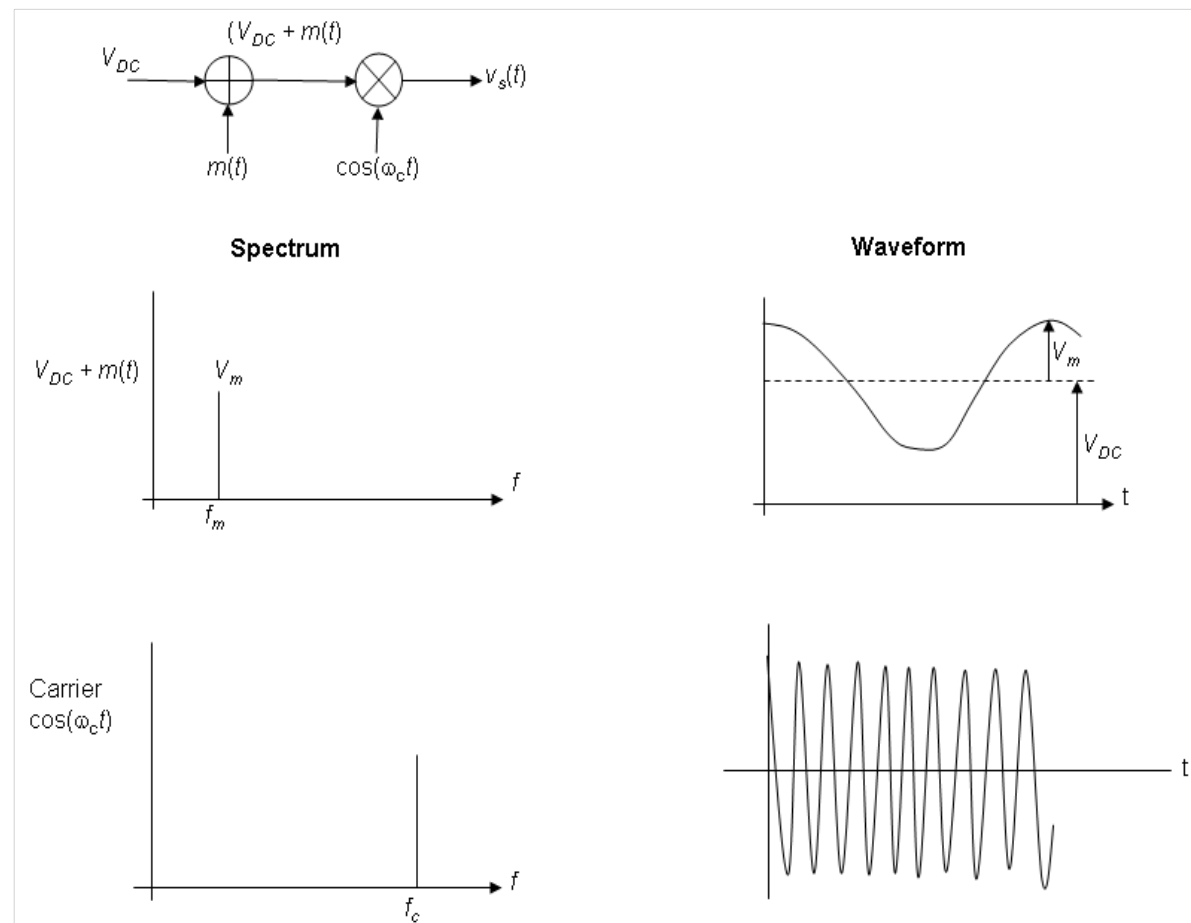 (V_DC + m(t)
V_DC
v_s(t)
m(t)
cos(ω_c t)
Spectrum
Waveform
V_DC + m(t)
V_m
f
f_m
V_m
V_DC
t
Carrier
cos(ω_c t)
f
f_c
t